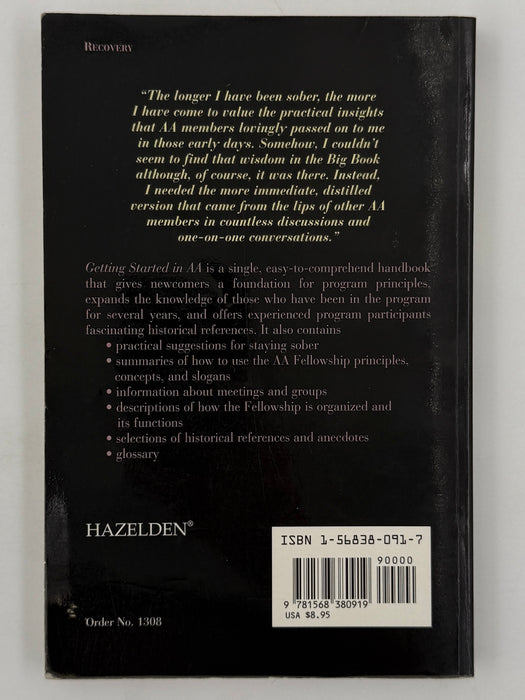 RECOVERY
“The longer I have been sober, the more
I have come to value the practical insights
that AA members lovingly passed on to me
in those early days. Somehow, I couldn't
seem to find that wisdom in the Big Book
although, of course, it was there. Instead,
I needed the more immediate, distilled
version that came from the lips of other AA
members in countless discussions and
one-on-one conversations.”
Getting Started in AA is a single, easy-to-comprehend handbook
that gives newcomers a foundation for program principles,
expands the knowledge of those who have been in the program
for several years, and offers experienced program participants
fascinating historical references. It also contains
• practical suggestions for staying sober
• summaries of how to use the AA Fellowship principles,
concepts, and slogans
• information about meetings and groups
• descriptions of how the Fellowship is organized and
its functions
• selections of historical references and anecdotes
• glossary
HAZELDEN®
ISBN 1-56838-091-7
90000
9 781568 380919
USA $8.95
Order No. 1308